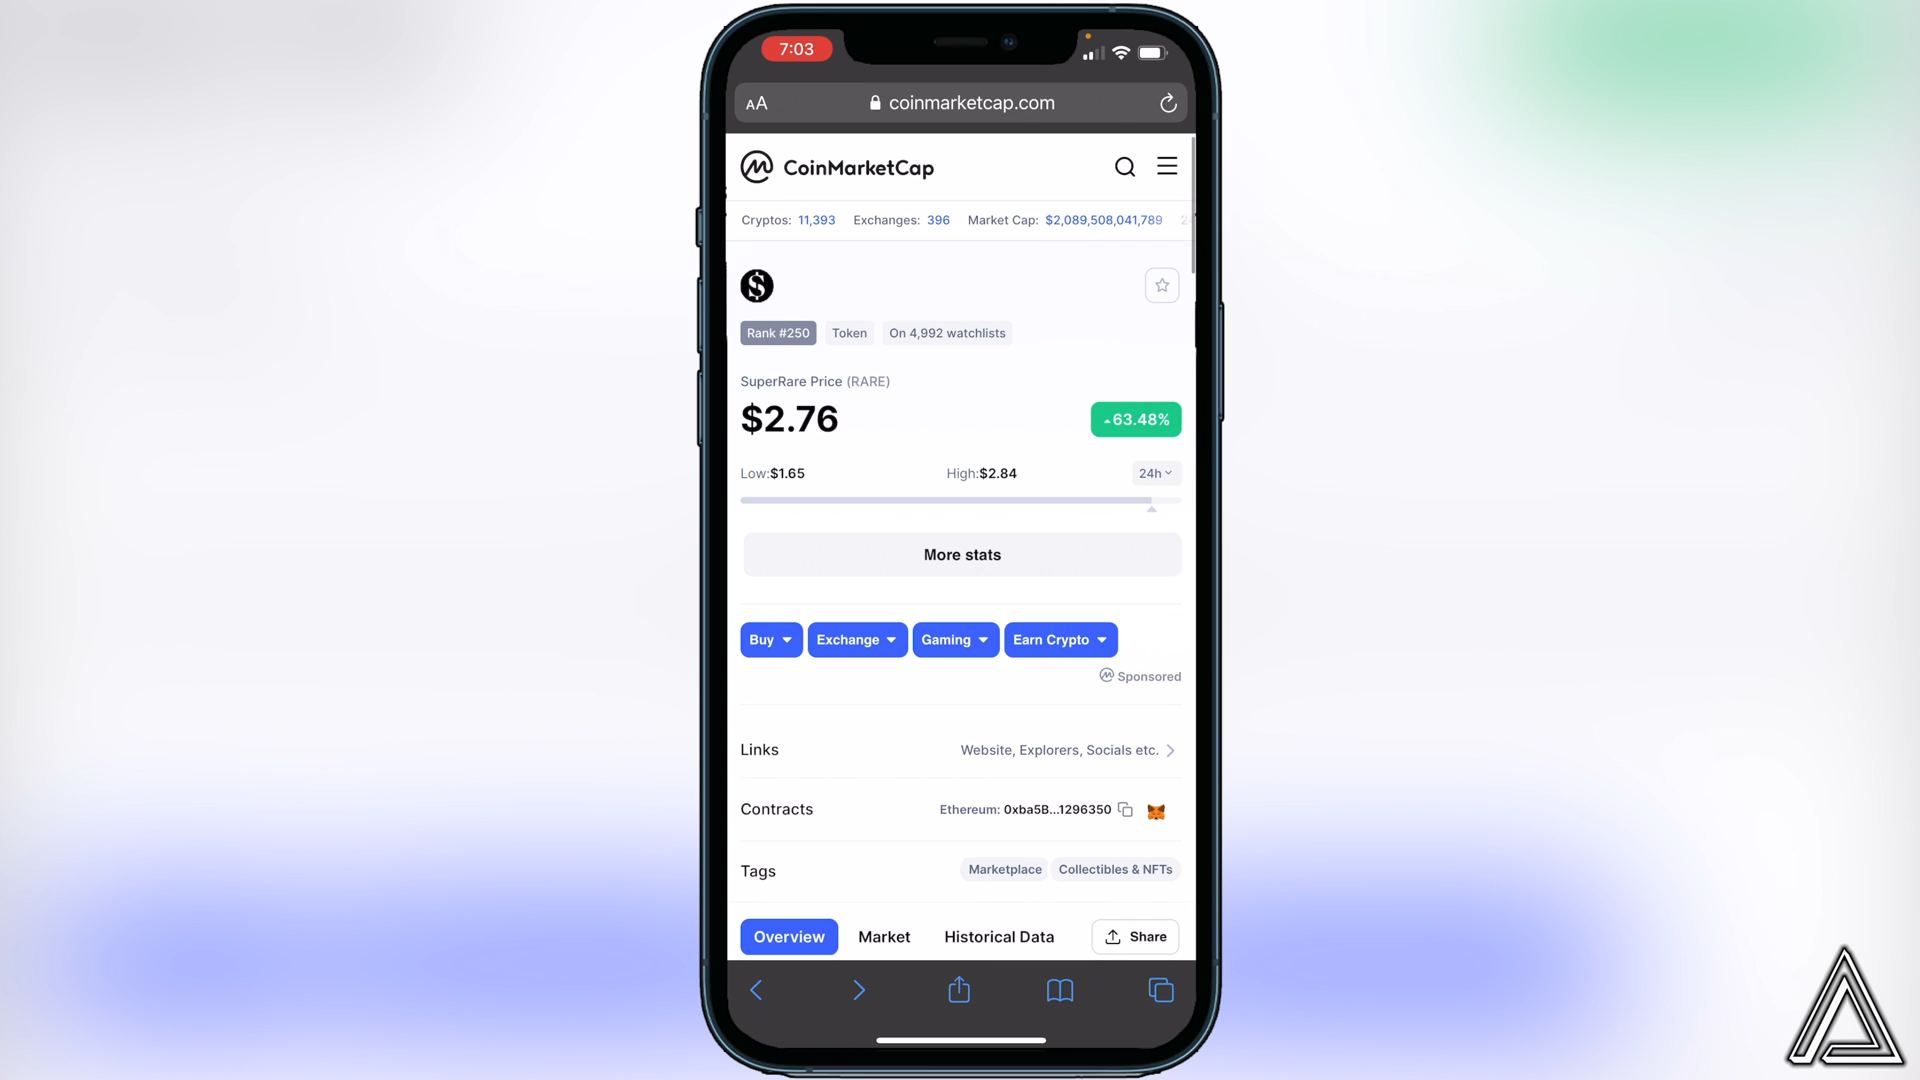 7:03
AA coinmarketcap.com
CoinMarketCap
Cryptos: 11,393 Exchanges: 396 Market Cap: $2,089,508,041,789
Rank #250 Token On 4,992 watchlists
SuperRare Price (RARE)
$2.76 63.48%
Low:$1.65 High:$2.84 24h
More stats
Buy Exchange Gaming Earn Crypto
Sponsored
Links Website, Explorers, Socials etc.
Contracts Ethereum: 0xba5B...1296350
Tags Marketplace Collectibles & NFTs
Overview Market Historical Data Share